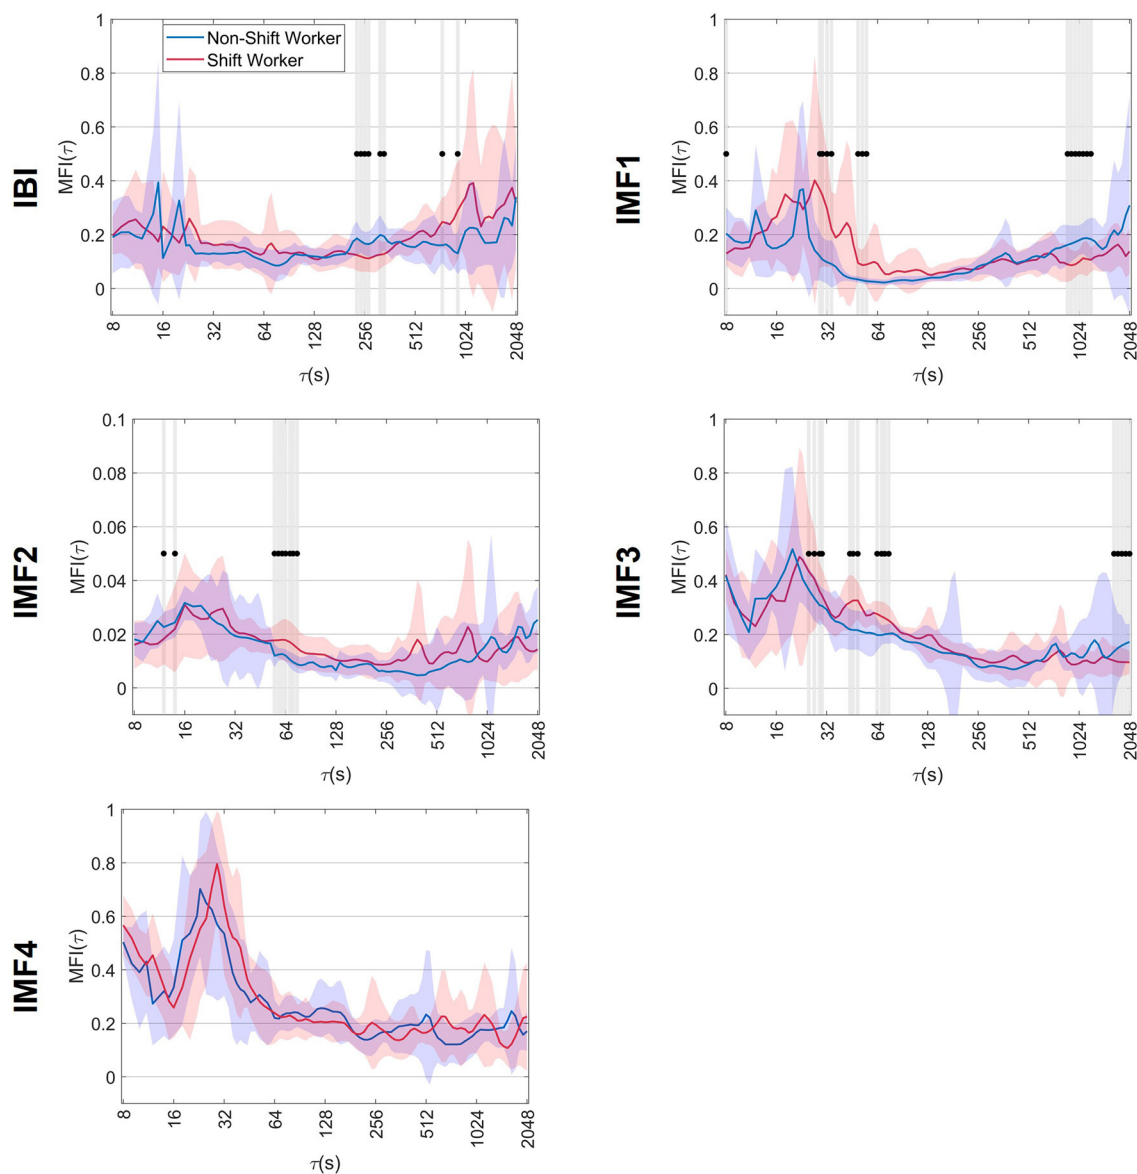 IBI
MFI(τ)
1
0.8
0.6
0.4
0.2
0
Non-Shift Worker
Shift Worker
8 16 32 64 128 256 512 1024 2048
τ(s)
IMF1
MFI(τ)
1
0.8
0.6
0.4
0.2
0
8 16 32 64 128 256 512 1024 2048
τ(s)
IMF2
MFI(τ)
0.1
0.08
0.06
0.04
0.02
0
8 16 32 64 128 256 512 1024 2048
τ(s)
IMF3
MFI(τ)
1
0.8
0.6
0.4
0.2
0
8 16 32 64 128 256 512 1024 2048
τ(s)
IMF4
MFI(τ)
1
0.8
0.6
0.4
0.2
0
8 16 32 64 128 256 512 1024 2048
τ(s)